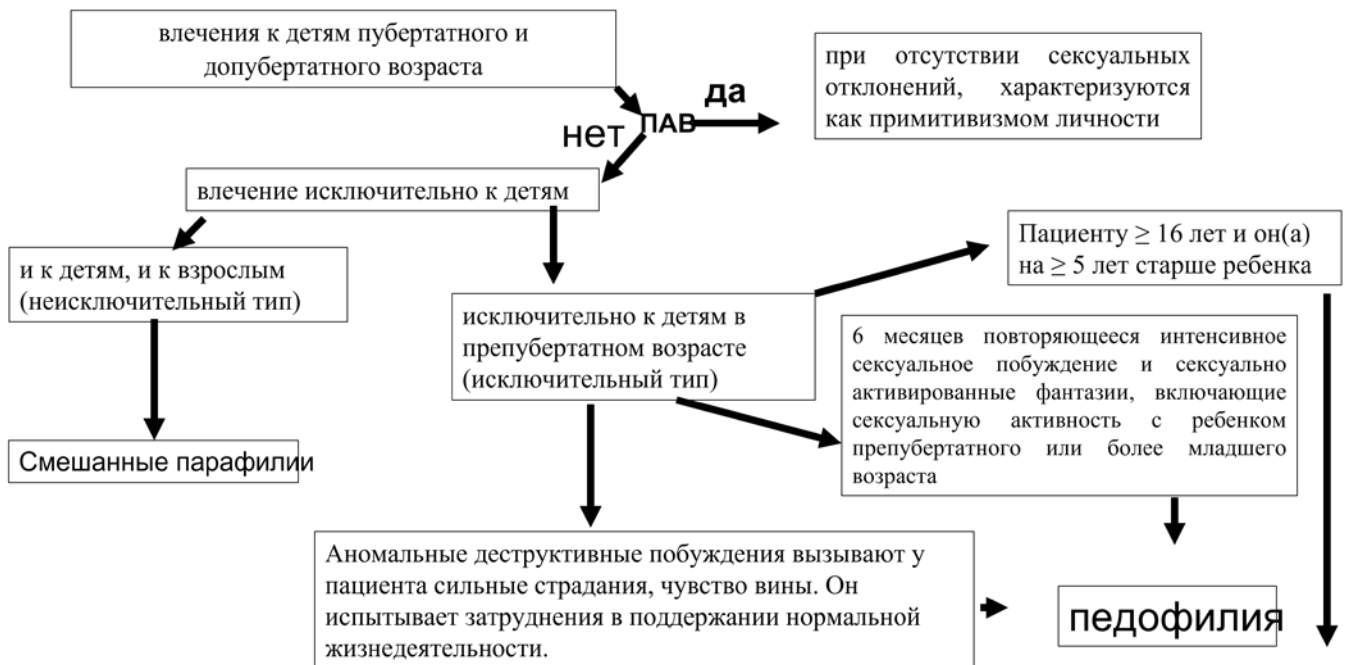 влечения к детям пубертатного и
допубертатного возраста
при отсутствии сексуальных
отклонений, характеризуются
как примитивизмом личности
да
нет
ПАВ
влечение исключительно к детям
и к детям, и к взрослым
(неисключительный тип)
Пациенту ≥ 16 лет и он(а)
на ≥ 5 лет старше ребенка
исключительно к детям в
препубертатном возрасте
(исключительный тип)
6 месяцев повторяющееся интенсивное
сексуальное побуждение и сексуально
активированные фантазии, включающие
сексуальную активность с ребенком
препубертатного или более младшего
возраста
Смешанные парафилии
Аномальные деструктивные побуждения вызывают у
пациента сильные страдания, чувство вины. Он
испытывает затруднения в поддержании нормальной
жизнедеятельности.
педофилия